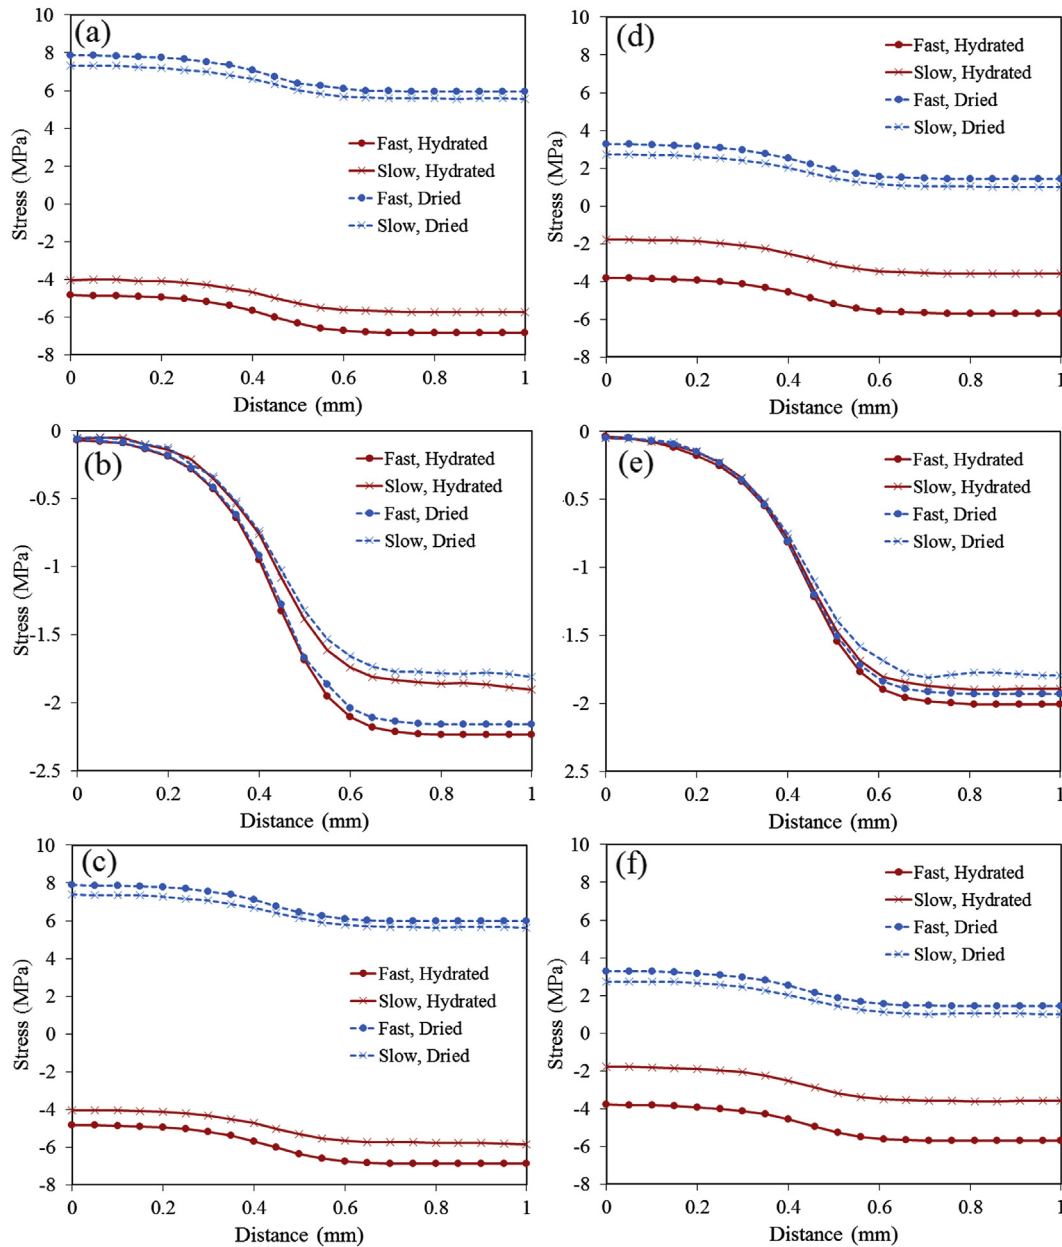 (a)
10
8
6
4
2
0
-2
-4
-6
-8
Stress (MPa)
Fast, Hydrated
Slow, Hydrated
Fast, Dried
Slow, Dried
0 0.2 0.4 0.6 0.8 1
Distance (mm)
(d)
10
8
6
4
2
0
-2
-4
-6
-8
Stress (MPa)
Fast, Hydrated
Slow, Hydrated
Fast, Dried
Slow, Dried
0 0.2 0.4 0.6 0.8 1
Distance (mm)
(b)
0
-0.5
-1
-1.5
-2
-2.5
Stress (MPa)
Fast, Hydrated
Slow, Hydrated
Fast, Dried
Slow, Dried
0 0.2 0.4 0.6 0.8 1
Distance (mm)
(e)
0
-0.5
-1
-1.5
-2
2.5
Stress (MPa)
Fast, Hydrated
Slow, Hydrated
Fast, Dried
Slow, Dried
0 0.2 0.4 0.6 0.8 1
Distance (mm)
(c)
10
8
6
4
2
0
-2
-4
-6
-8
Stress (MPa)
Fast, Hydrated
Slow, Hydrated
Fast, Dried
Slow, Dried
0 0.2 0.4 0.6 0.8 1
Distance (mm)
(f)
10
8
6
4
2
0
-2
-4
-6
-8
Stress (MPa)
Fast, Hydrated
Slow, Hydrated
Fast, Dried
Slow, Dried
0 0.2 0.4 0.6 0.8 1
Distance (mm)